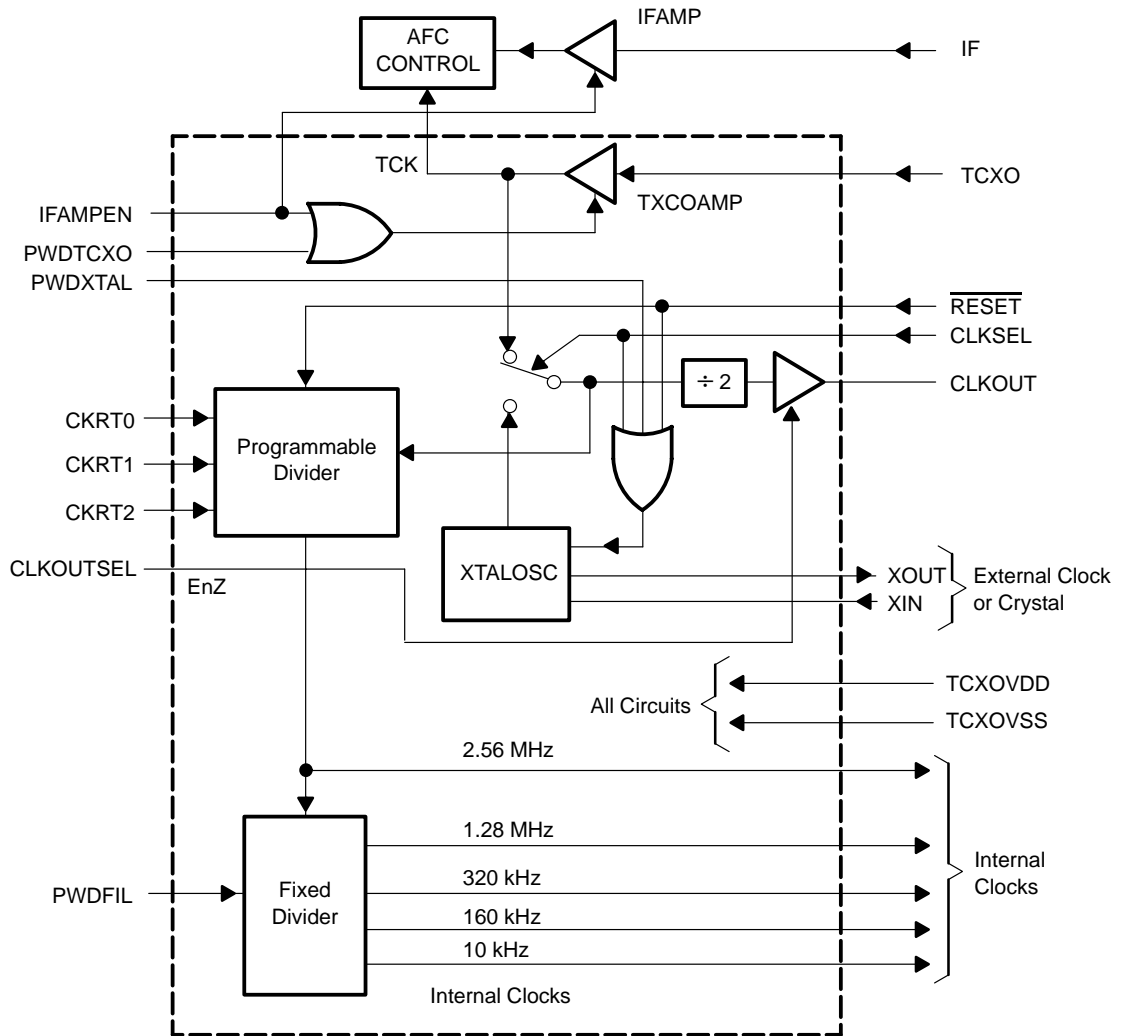 IFAMP
AFC
CONTROL
IF
TCK
TCXO
TXCOAMP
IFAMPEN
PWDTCXO
PWDXTAL
RESET
CLKSEL
÷ 2
CLKOUT
CKRT0
CKRT1
CKRT2
Programmable
Divider
CLKOUTSEL
EnZ
XTALOSC
XOUT
XIN
External Clock
or Crystal
All Circuits
TCXOVDD
TCXOVSS
2.56 MHz
1.28 MHz
320 kHz
160 kHz
10 kHz
PWDFIL
Fixed
Divider
Internal
Clocks
Internal Clocks